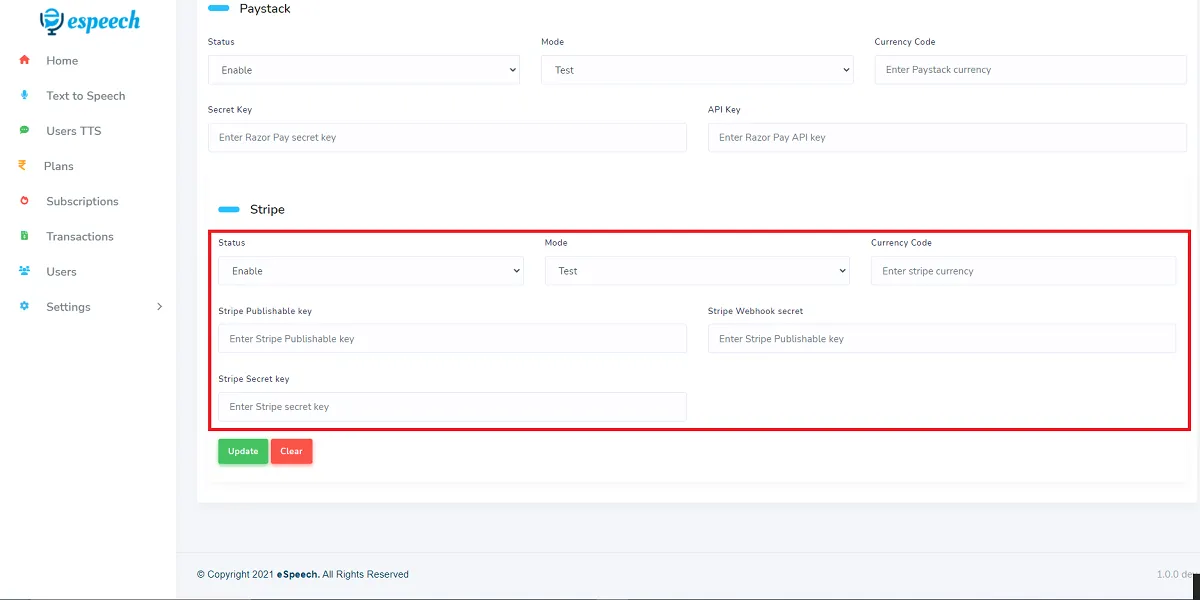 espeech
Home
Text to Speech
Users TTS
Plans
Subscriptions
Transactions
Users
Settings
Paystack
Status Mode Currency Code
Enable Test Enter Paystack currency
Secret Key API Key
Enter Razor Pay secret key Enter Razor Pay API key
Stripe
Status Mode Currency Code
Enable Test Enter stripe currency
Stripe Publishable key Stripe Webhook secret
Enter Stripe Publishable key Enter Stripe Publishable key
Stripe Secret key
Enter Stripe secret key
Update Clear
© Copyright 2021 eSpeech. All Rights Reserved 1.0.0